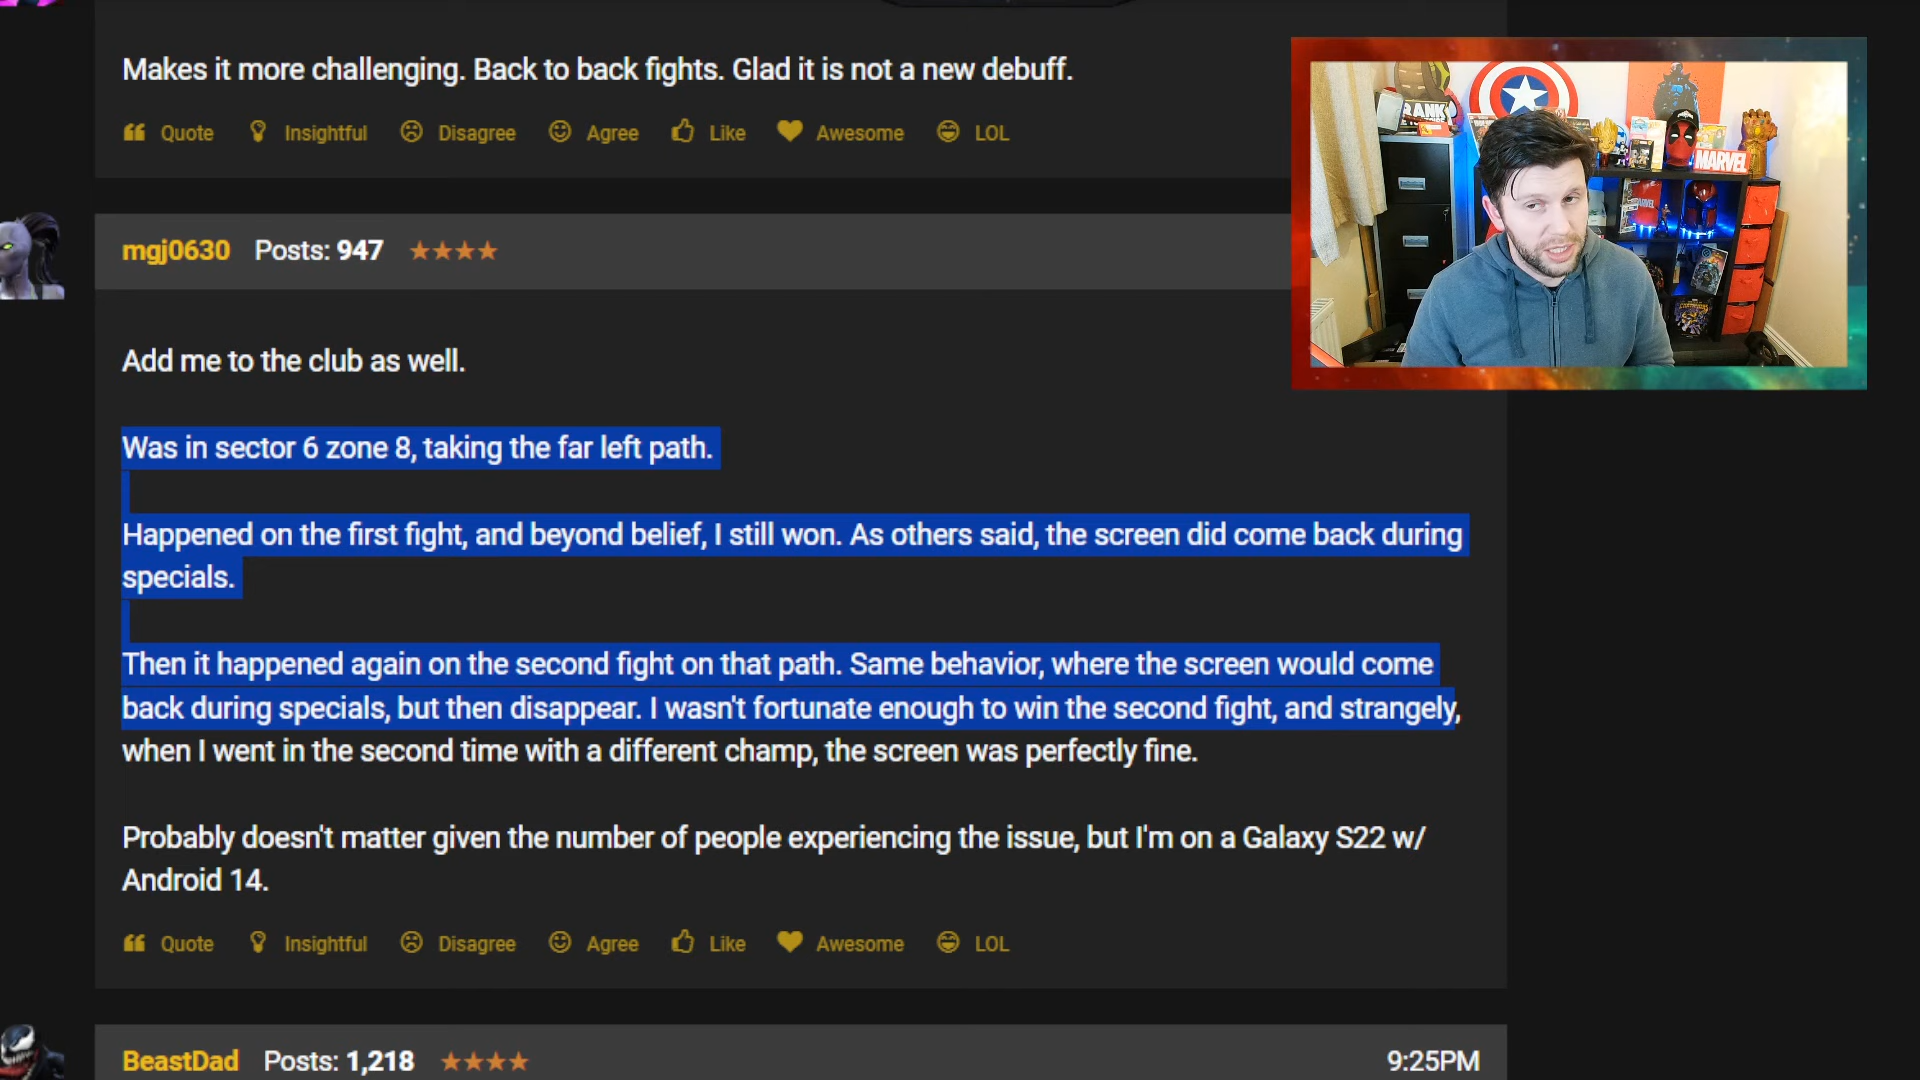 Makes it more challenging. Back to back fights. Glad it is not a new debuff.
Quote Insightful Disagree Agree Like Awesome LOL
mgj0630 Posts: 947
Add me to the club as well.
Was in sector 6 zone 8, taking the far left path.
Happened on the first fight, and beyond belief, I still won. As others said, the screen did come back during
specials.
Then it happened again on the second fight on that path. Same behavior, where the screen would come
back during specials, but then disappear. I wasn't fortunate enough to win the second fight, and strangely,
when I went in the second time with a different champ, the screen was perfectly fine.
Probably doesn't matter given the number of people experiencing the issue, but I'm on a Galaxy S22 w/
Android 14.
Quote Insightful Disagree Agree Like Awesome LOL
BeastDad Posts: 1,218 9:25PM
MARVEL